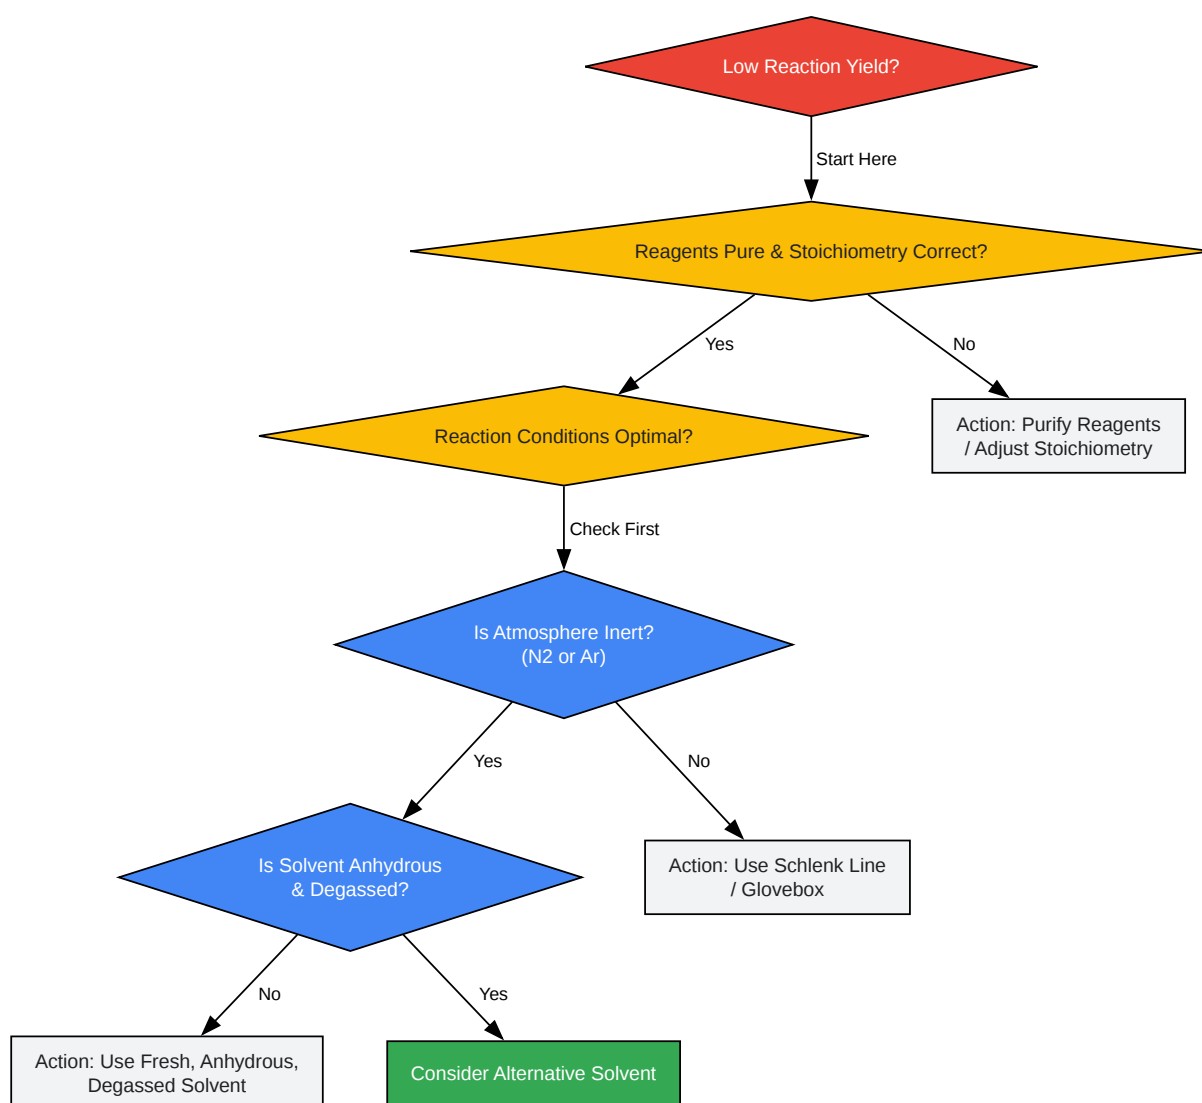 Low Reaction Yield?
Start Here
Reagents Pure & Stoichiometry Correct?
Yes
No
Reaction Conditions Optimal?
Action: Purify Reagents
/ Adjust Stoichiometry
Check First
Is Atmosphere Inert?
(N2 or Ar)
Yes
No
Is Solvent Anhydrous
& Degassed?
Action: Use Schlenk Line
/ Glovebox
No
Yes
Action: Use Fresh, Anhydrous,
Degassed Solvent
Consider Alternative Solvent